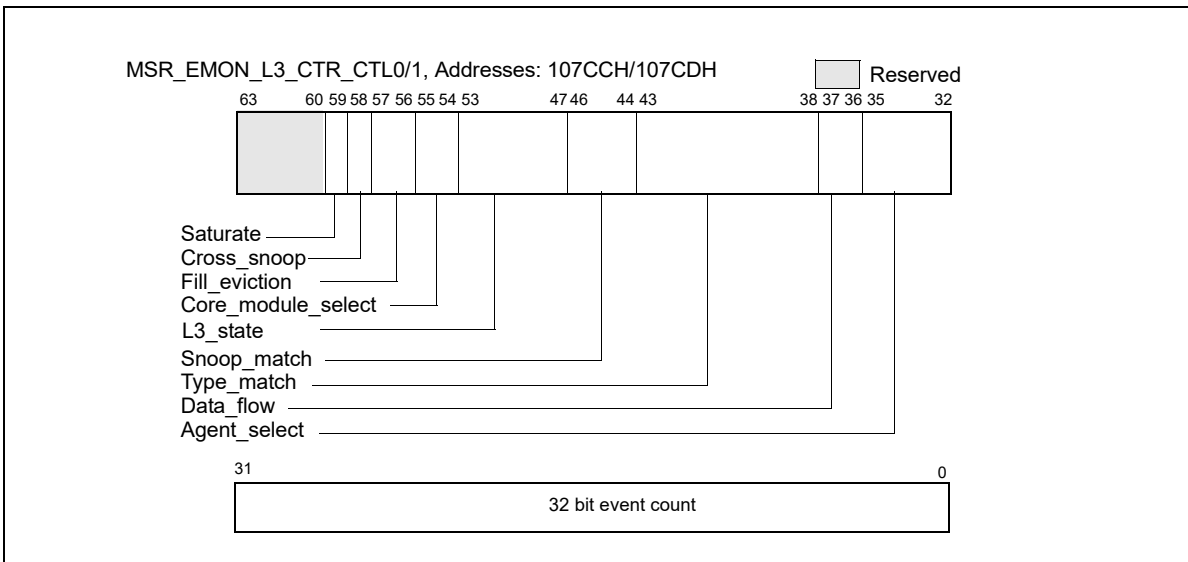 MSR_EMON_L3_CTR_CTL0/1, Addresses: 107CCH/107CDH
Reserved
63 60 59 58 57 56 55 54 53 47 46 44 43 38 37 36 35 32
Saturate
Cross_snoop
Fill_eviction
Core_module_select
L3_state
Snoop_match
Type_match
Data_flow
Agent_select
31 0
32 bit event count